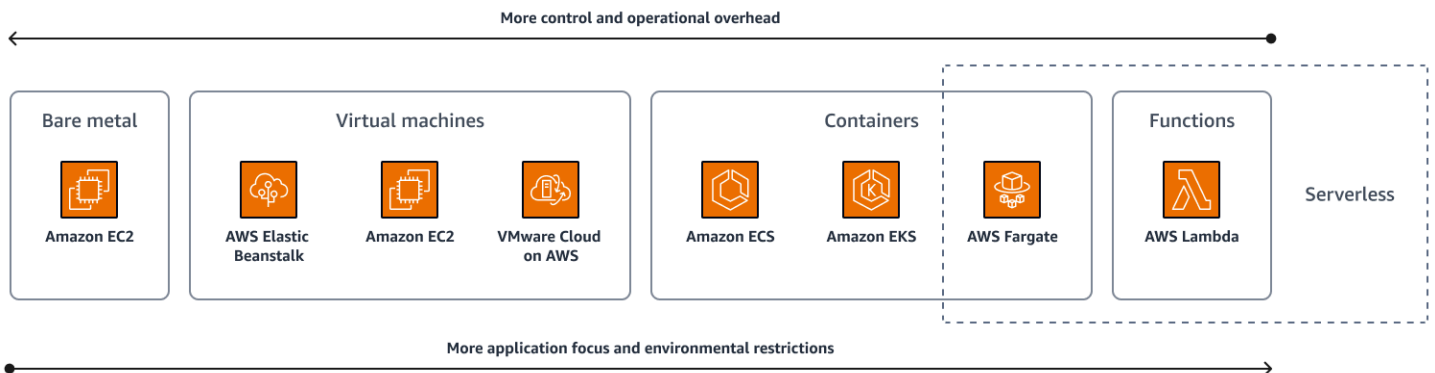 More control and operational overhead
Bare metal
Virtual machines
Containers
Functions
Serverless
Amazon EC2
AWS Elastic
Beanstalk
Amazon EC2
VMware Cloud
on AWS
Amazon ECS
K
Amazon EKS
AWS Fargate
AWS Lambda
More application focus and environmental restrictions